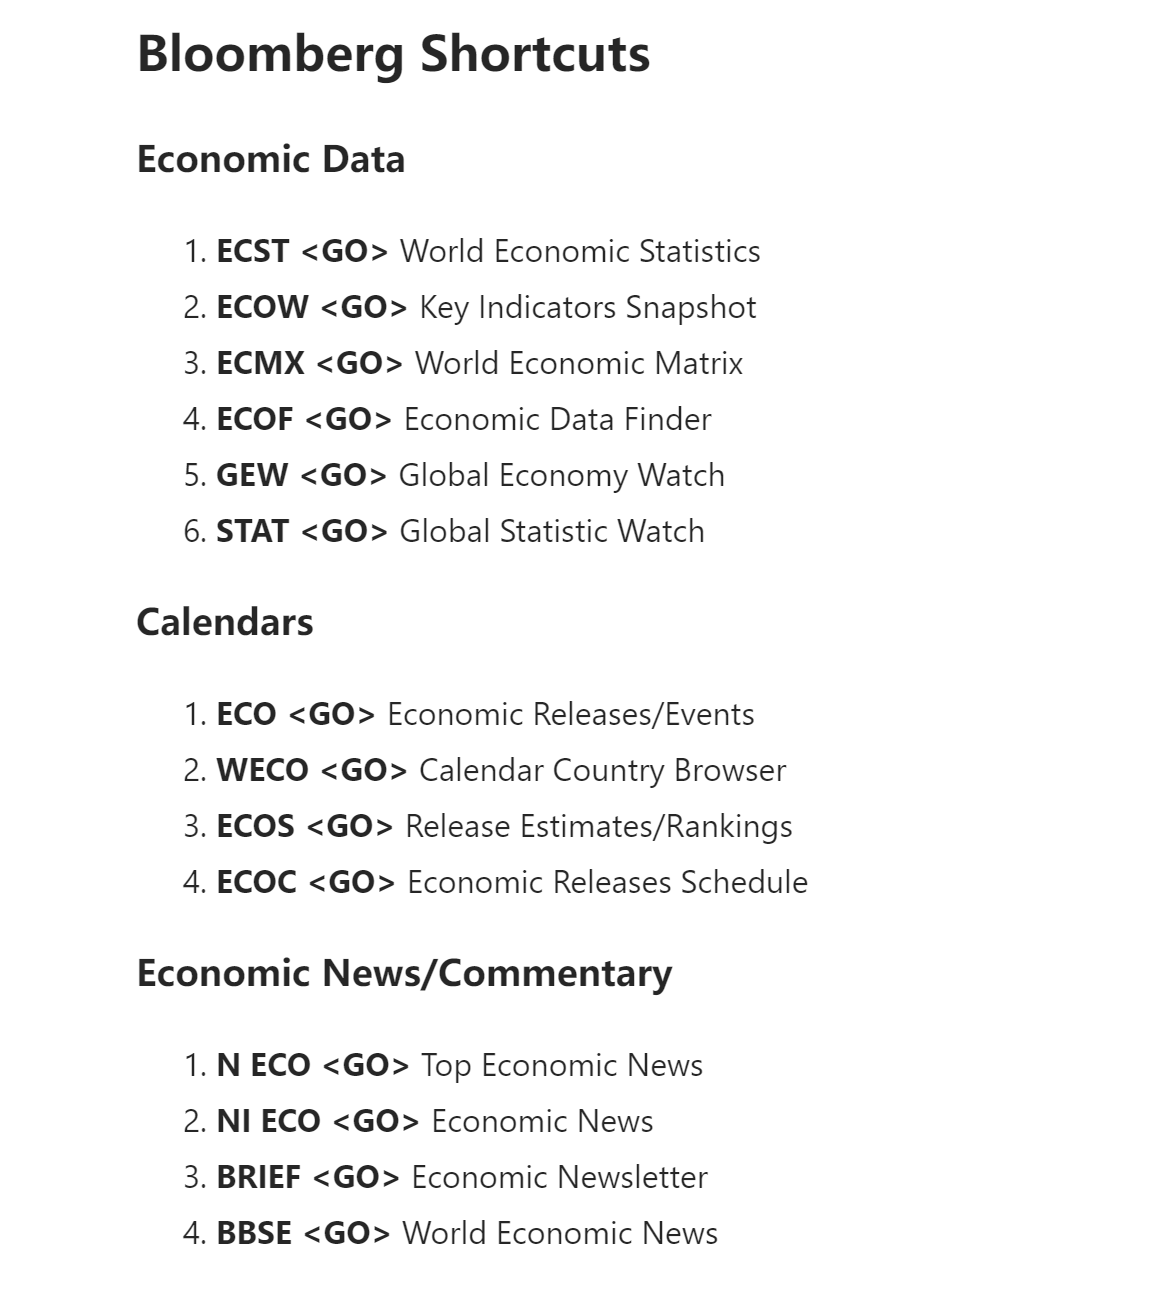 Bloomberg Shortcuts
Economic Data
1. ECST <GO> World Economic Statistics
2. ECOW <GO> Key Indicators Snapshot
3. ECMX <GO> World Economic Matrix
4. ECOF <GO> Economic Data Finder
5. GEW <GO> Global Economy Watch
6. STAT <GO> Global Statistic Watch
Calendars
1. ECO <GO> Economic Releases/Events
2. WECO <GO> Calendar Country Browser
3. ECOS <GO> Release Estimates/Rankings
4. ECOC <GO> Economic Releases Schedule
Economic News/Commentary
1. N ECO <GO> Top Economic News
2. NI ECO <GO> Economic News
3. BRIEF <GO> Economic Newsletter
4. BBSE <GO> World Economic News